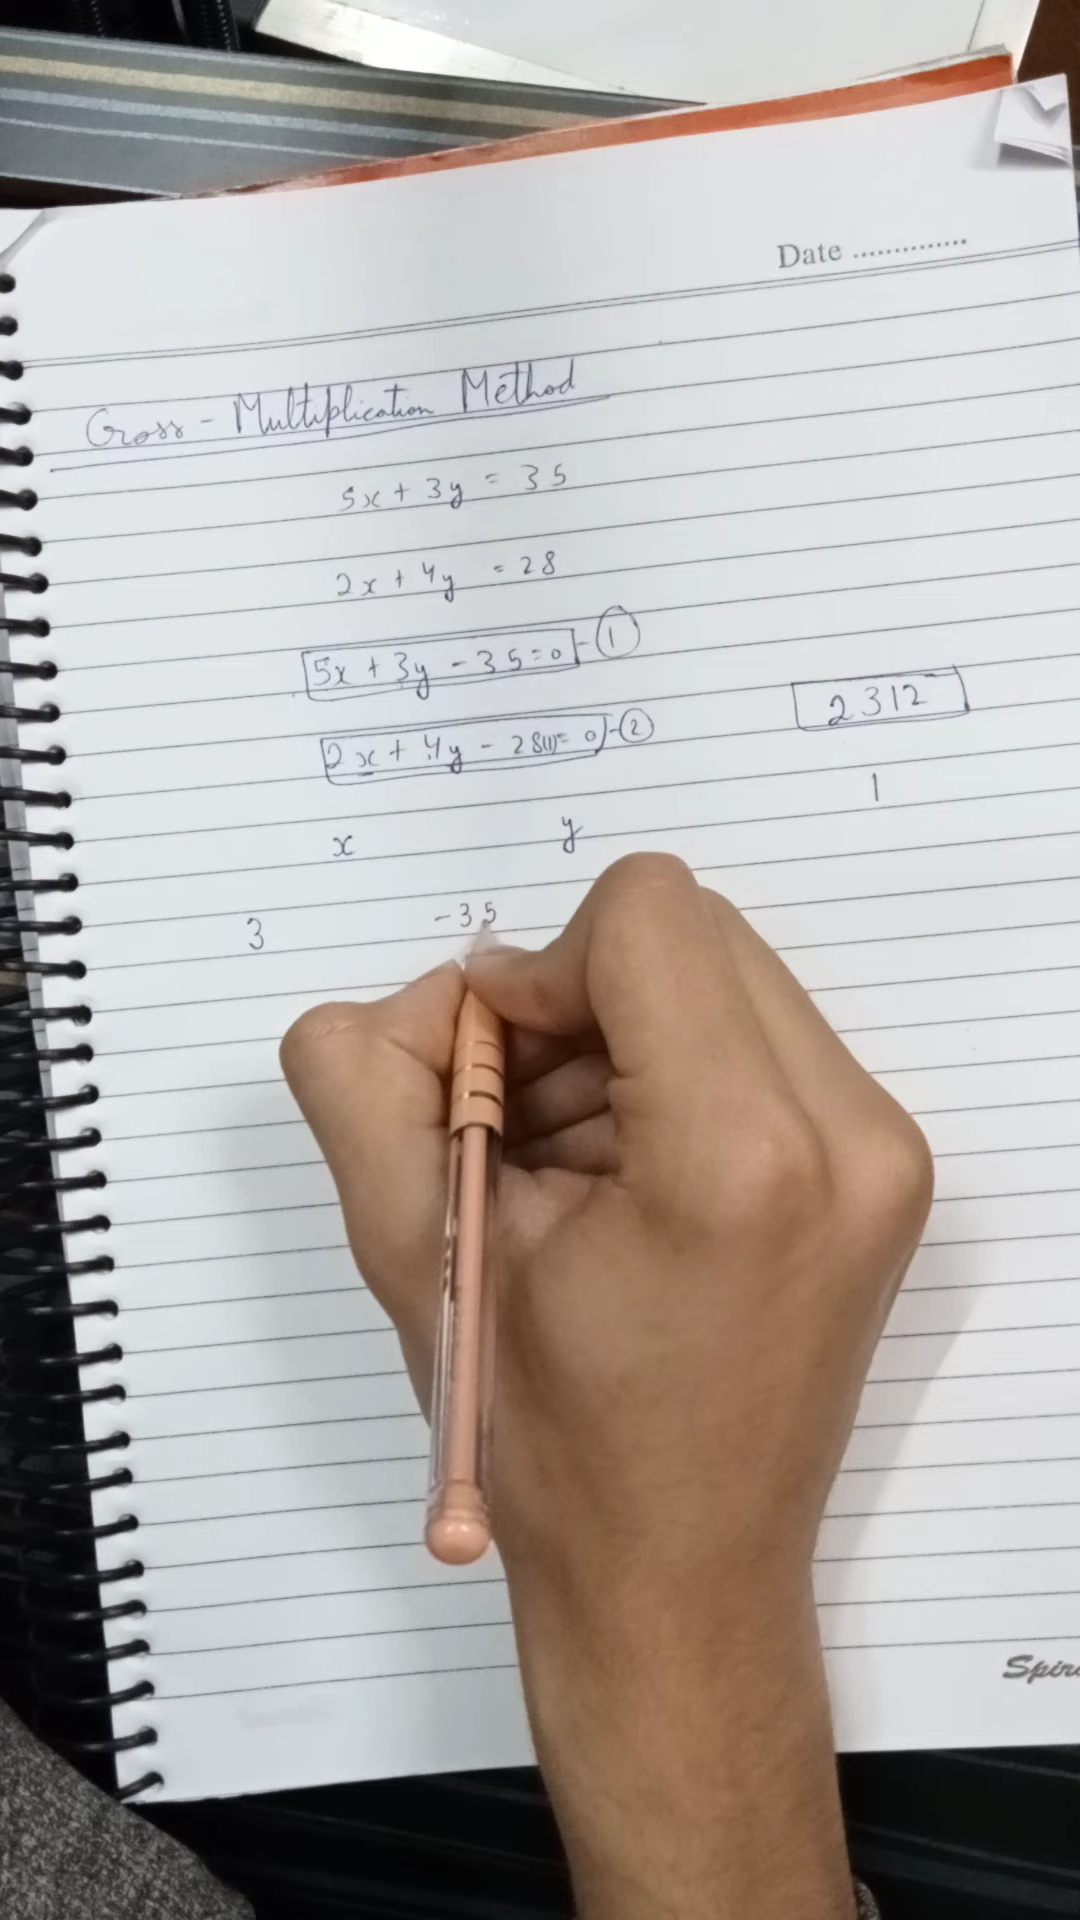 Date ..............
Cross - Multiplication Method
5x + 3y = 35
2x + 4y = 28
5x + 3y - 35 = 0 - 1
2x + 4y - 28(1) = 0 - 2
2312
x y 1
3 -35